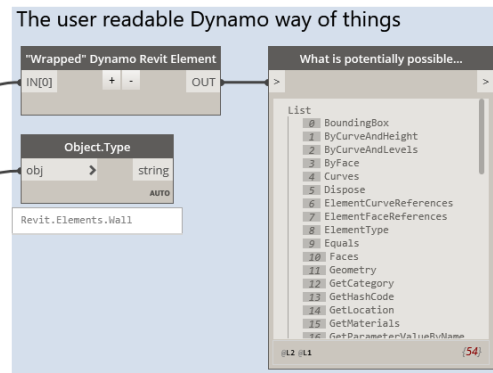 The user readable Dynamo way of things
"Wrapped" Dynamo Revit Element
IN[0] + - OUT
Object.Type
obj > string
AUTO
Revit.Elements.Wall
What is potentially possible...
> >
List
0 BoundingBox
1 ByCurveAndHeight
2 ByCurveAndLevels
3 ByFace
4 Curves
5 Dispose
6 ElementCurveReferences
7 ElementFaceReferences
8 ElementType
9 Equals
10 Faces
11 Geometry
12 GetCategory
13 GetHashCode
14 GetLocation
15 GetMaterials
16 GetParameterValueByName
@L2 @L1 {54}